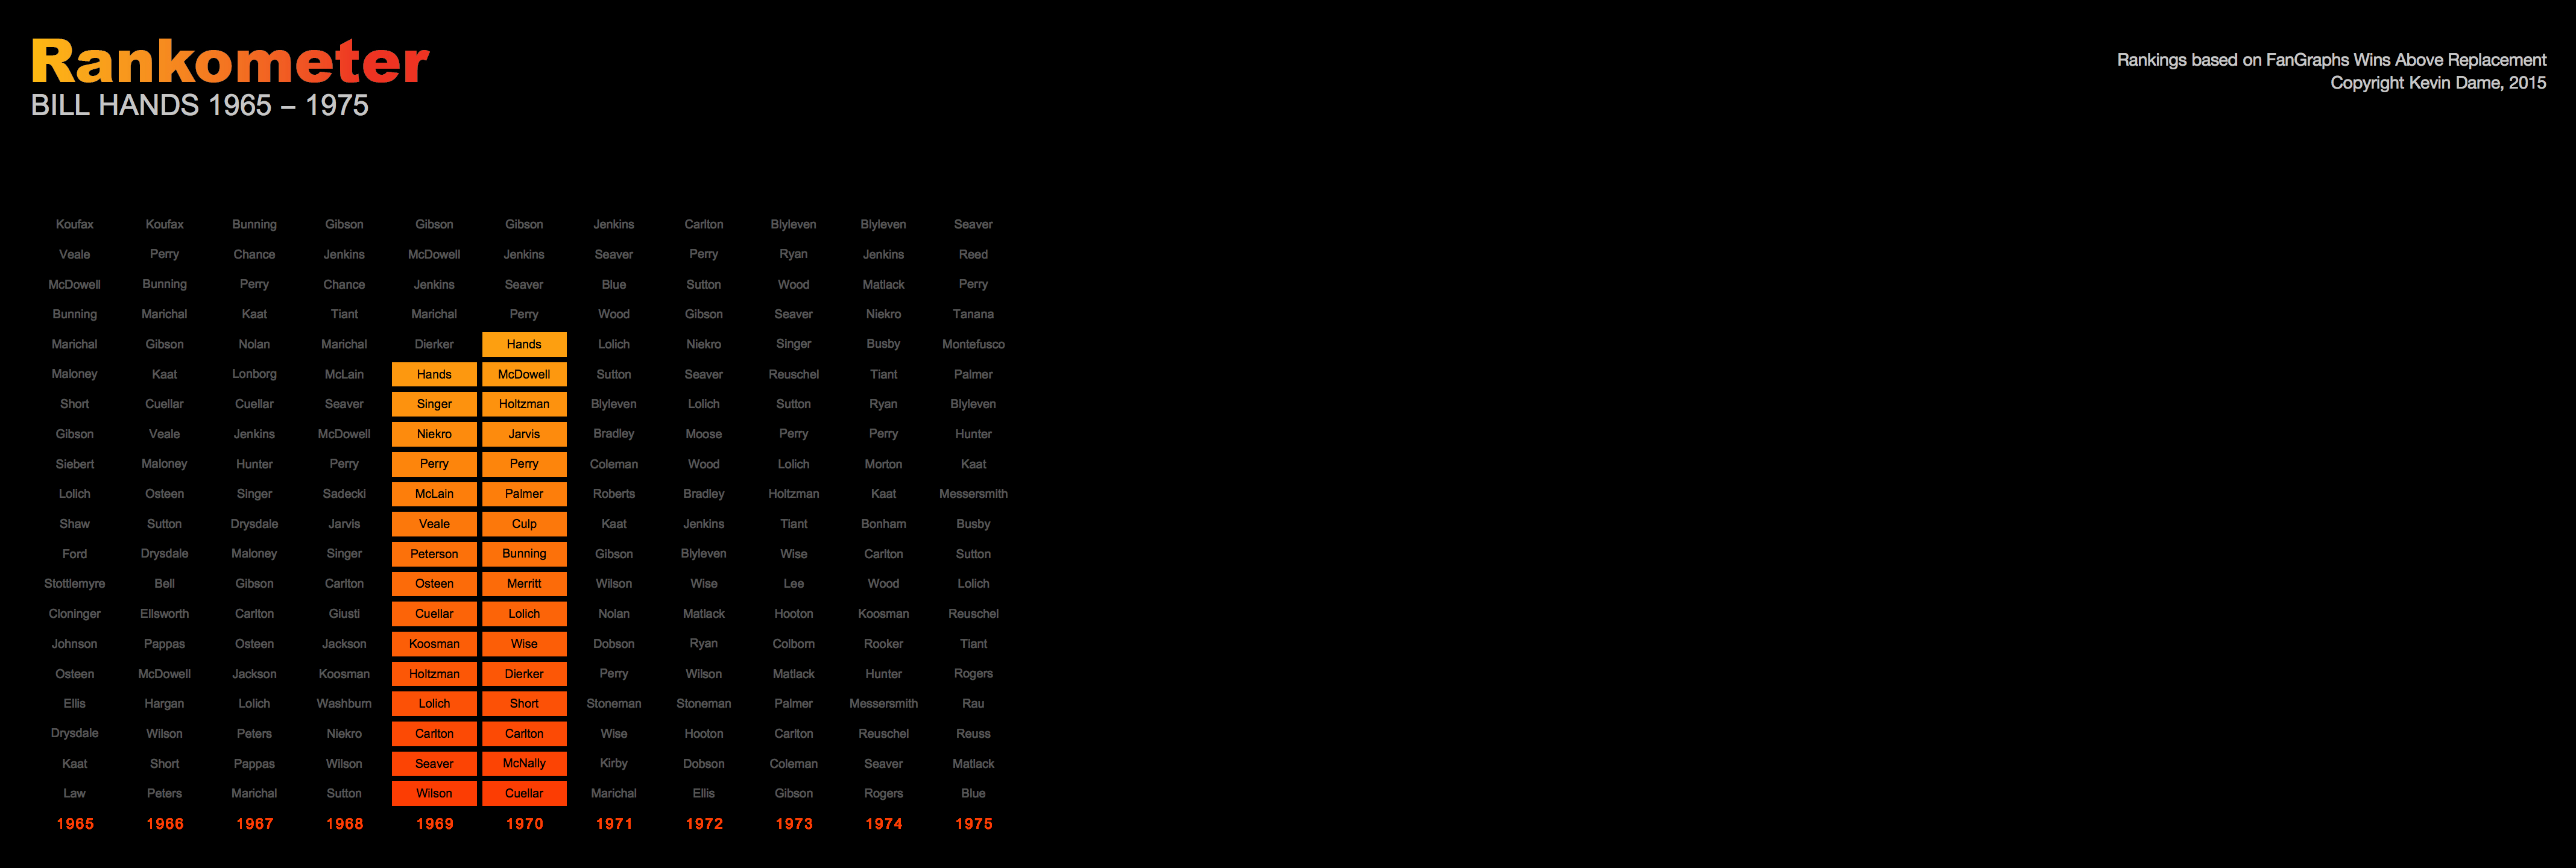 Rankometer
BILL HANDS 1965 – 1975
Rankings based on FanGraphs Wins Above Replacement
Copyright Kevin Dame, 2015
Koufax Koufax Bunning Gibson Gibson Gibson Jenkins Carlton Blyleven Blyleven Seaver
Veale Perry Chance Jenkins McDowell Jenkins Seaver Perry Ryan Jenkins Reed
McDowell Bunning Perry Chance Jenkins Seaver Blue Sutton Wood Matlack Perry
Bunning Marichal Kaat Tiant Marichal Perry Wood Gibson Seaver Niekro Tanana
Marichal Gibson Nolan Marichal Dierker Hands Lolich Niekro Singer Busby Montefusco
Maloney Kaat Lonborg McLain Hands McDowell Sutton Seaver Reuschel Tiant Palmer
Short Cuellar Cuellar Seaver Singer Holtzman Blyleven Lolich Sutton Ryan Blyleven
Gibson Veale Jenkins McDowell Niekro Jarvis Bradley Moose Perry Perry Hunter
Siebert Maloney Hunter Perry Perry Perry Coleman Wood Lolich Morton Kaat
Lolich Osteen Singer Sadecki McLain Palmer Roberts Bradley Holtzman Kaat Messersmith
Shaw Sutton Drysdale Jarvis Veale Culp Kaat Jenkins Tiant Bonham Busby
Ford Drysdale Maloney Singer Peterson Bunning Gibson Blyleven Wise Carlton Sutton
Stottlemyre Bell Gibson Carlton Osteen Merritt Wilson Wise Lee Wood Lolich
Cloninger Ellsworth Carlton Giusti Cuellar Lolich Nolan Matlack Hooton Koosman Reuschel
Johnson Pappas Osteen Jackson Koosman Wise Dobson Ryan Colborn Rooker Tiant
Osteen McDowell Jackson Koosman Holtzman Dierker Perry Wilson Matlack Hunter Rogers
Ellis Hargan Lolich Washburn Lolich Short Stoneman Stoneman Palmer Messersmith Rau
Drysdale Wilson Peters Niekro Carlton Carlton Wise Hooton Carlton Reuschel Reuss
Kaat Short Pappas Wilson Seaver McNally Kirby Dobson Coleman Seaver Matlack
Law Peters Marichal Sutton Wilson Cuellar Marichal Ellis Gibson Rogers Blue
1965 1966 1967 1968 1969 1970 1971 1972 1973 1974 1975